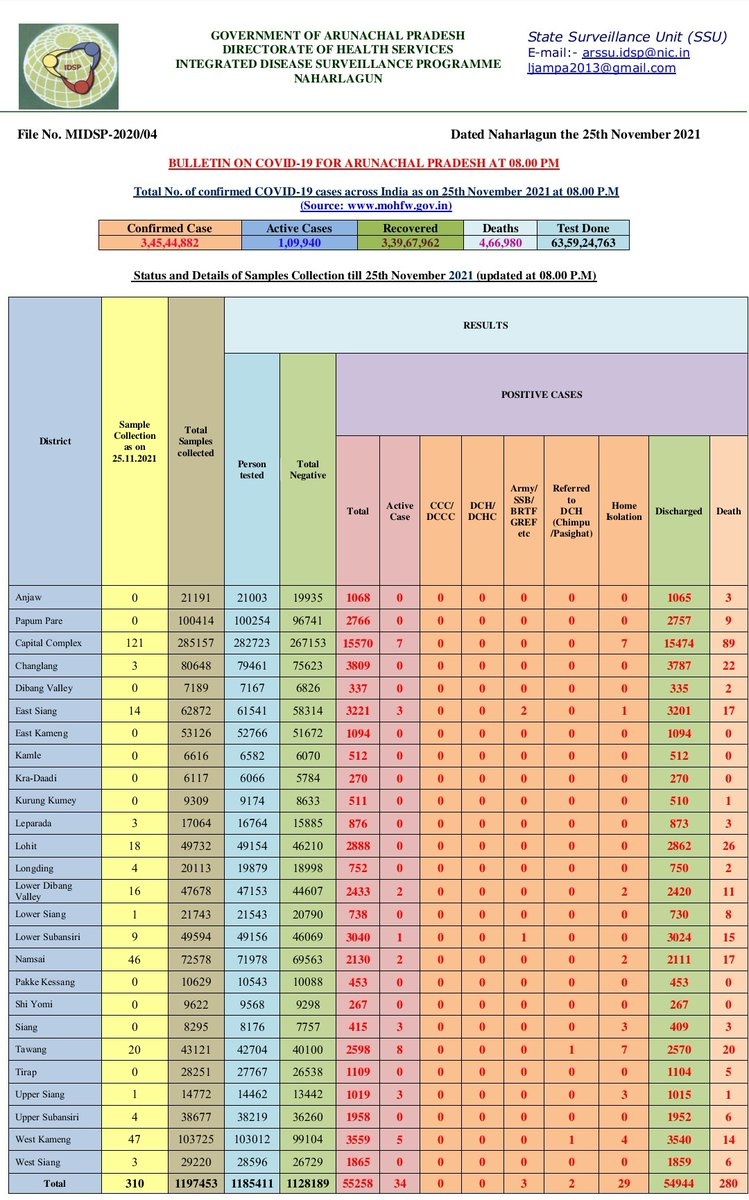 IDSP
GOVERNMENT OF ARUNACHAL PRADESH
DIRECTORATE OF HEALTH SERVICES
INTEGRATED DISEASE SURVEILLANCE PROGRAMME
NAHARLAGUN
State Surveillance Unit (SSU)
E-mail:- arssu.idsp@nic.in
ljampa2013@gmail.com
File No. MIDSP-2020/04 Dated Naharlagun the 25th November 2021
BULLETIN ON COVID-19 FOR ARUNACHAL PRADESH AT 08.00 PM
Total No. of confirmed COVID-19 cases across India as on 25th November 2021 at 08.00 P.M
(Source: www.mohfw.gov.in)
Confirmed Case Active Cases Recovered Deaths Test Done
3,45,44,882 1,09,940 3,39,67,962 4,66,980 63,59,24,763
Status and Details of Samples Collection till 25th November 2021 (updated at 08.00 P.M)
District
Sample
Collection
as on
25.11.2021
Total
Samples
collected
RESULTS
Person
tested
Total
Negative
POSITIVE CASES
Total
Active
Case
CCC/
DCCC
DCH/
DCHC
Army/
SSB/
BRTF
GREF
etc
Referred
to
DCH
(Chimpu
/Pasighat)
Home
Isolation
Discharged
Death
Anjaw 0 21191 21003 19935 1068 0 0 0 0 0 0 1065 3
Papum Pare 0 100414 100254 96741 2766 0 0 0 0 0 0 2757 9
Capital Complex 121 285157 282723 267153 15570 7 0 0 0 0 7 15474 89
Changlang 3 80648 79461 75623 3809 0 0 0 0 0 0 3787 22
Dibang Valley 0 7189 7167 6826 337 0 0 0 0 0 0 335 2
East Siang 14 62872 61541 58314 3221 3 0 0 2 0 1 3201 17
East Kameng 0 53126 52766 51672 1094 0 0 0 0 0 0 1094 0
Kamle 0 6616 6582 6070 512 0 0 0 0 0 0 512 0
Kra-Daadi 0 6117 6066 5784 270 0 0 0 0 0 0 270 0
Kurung Kumey 0 9309 9174 8633 511 0 0 0 0 0 0 510 1
Leparada 3 17064 16764 15885 876 0 0 0 0 0 0 873 3
Lohit 18 49732 49154 46210 2888 0 0 0 0 0 0 2862 26
Longding 4 20113 19879 18998 752 0 0 0 0 0 0 750 2
Lower Dibang
Valley 16 47678 47153 44607 2433 2 0 0 0 0 2 2420 11
Lower Siang 1 21743 21543 20790 738 0 0 0 0 0 0 730 8
Lower Subansiri 9 49594 49156 46069 3040 1 0 0 1 0 0 3024 15
Namsai 46 72578 71978 69563 2130 2 0 0 0 0 2 2111 17
Pakke Kessang 0 10629 10543 10088 453 0 0 0 0 0 0 453 0
Shi Yomi 0 9622 9568 9298 267 0 0 0 0 0 0 267 0
Siang 0 8295 8176 7757 415 3 0 0 0 0 3 409 3
Tawang 20 43121 42704 40100 2598 8 0 0 0 1 7 2570 20
Tirap 0 28251 27767 26538 1109 0 0 0 0 0 0 1104 5
Upper Siang 1 14772 14462 13442 1019 3 0 0 0 0 3 1015 1
Upper Subansiri 4 38677 38219 36260 1958 0 0 0 0 0 0 1952 6
West Kameng 47 103725 103012 99104 3559 5 0 0 0 1 4 3540 14
West Siang 3 29220 28596 26729 1865 0 0 0 0 0 0 1859 6
Total 310 1197453 1185411 1128189 55258 34 0 0 3 2 29 54944 280